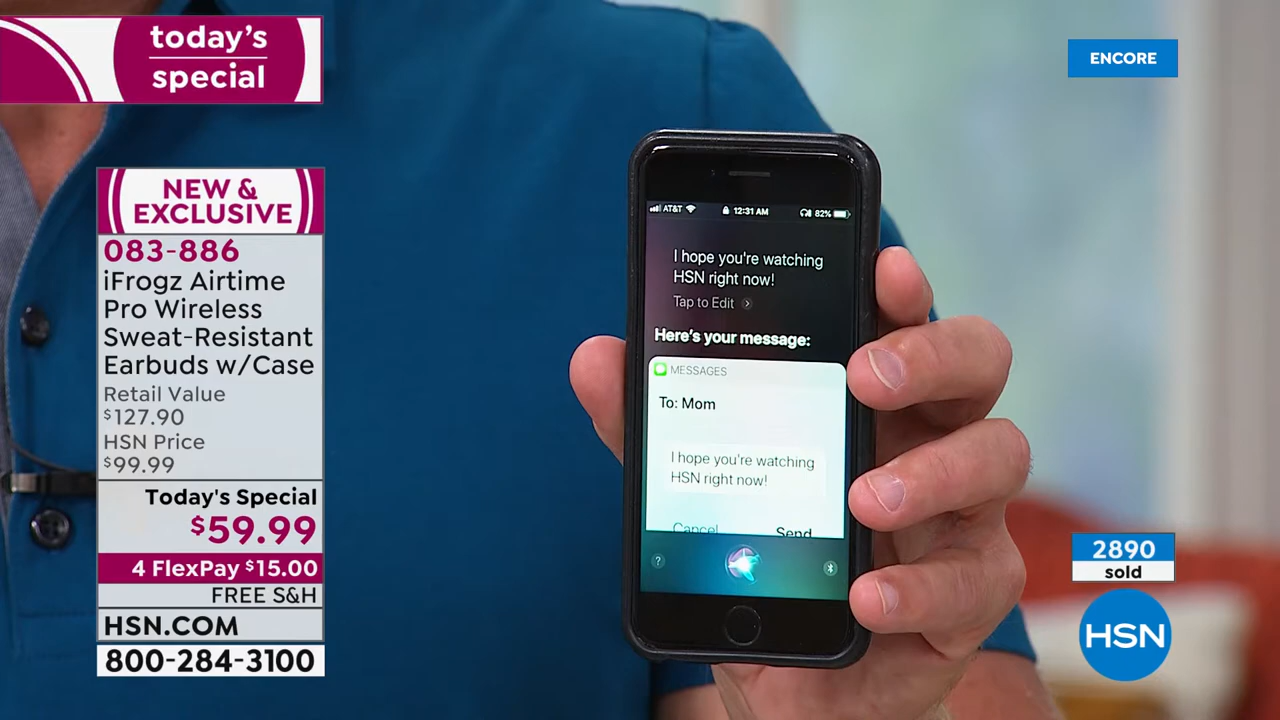 today's
special
ENCORE
NEW &
EXCLUSIVE
083-886
iFrogz Airtime
Pro Wireless
Sweat-Resistant
Earbuds w/Case
Retail Value
$127.90
HSN Price
$99.99
Today's Special
$59.99
4 FlexPay $15.00
FREE S&H
HSN.COM
800-284-3100
AT&T 12:31 AM 82%
I hope you're watching
HSN right now!
Tap to Edit
Here's your message:
MESSAGES
To: Mom
I hope you're watching
HSN right now!
Cancel Send
?
2890
sold
HSN